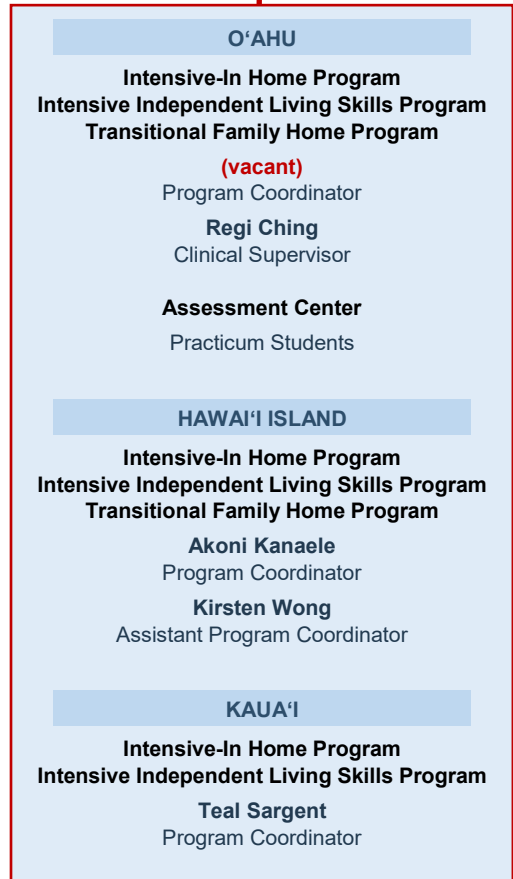 O‘AHU
Intensive-In Home Program
Intensive Independent Living Skills Program
Transitional Family Home Program
(vacant)
Program Coordinator
Regi Ching
Clinical Supervisor
Assessment Center
Practicum Students
HAWAI‘I ISLAND
Intensive-In Home Program
Intensive Independent Living Skills Program
Transitional Family Home Program
Akoni Kanaele
Program Coordinator
Kirsten Wong
Assistant Program Coordinator
KAUA‘I
Intensive-In Home Program
Intensive Independent Living Skills Program
Teal Sargent
Program Coordinator